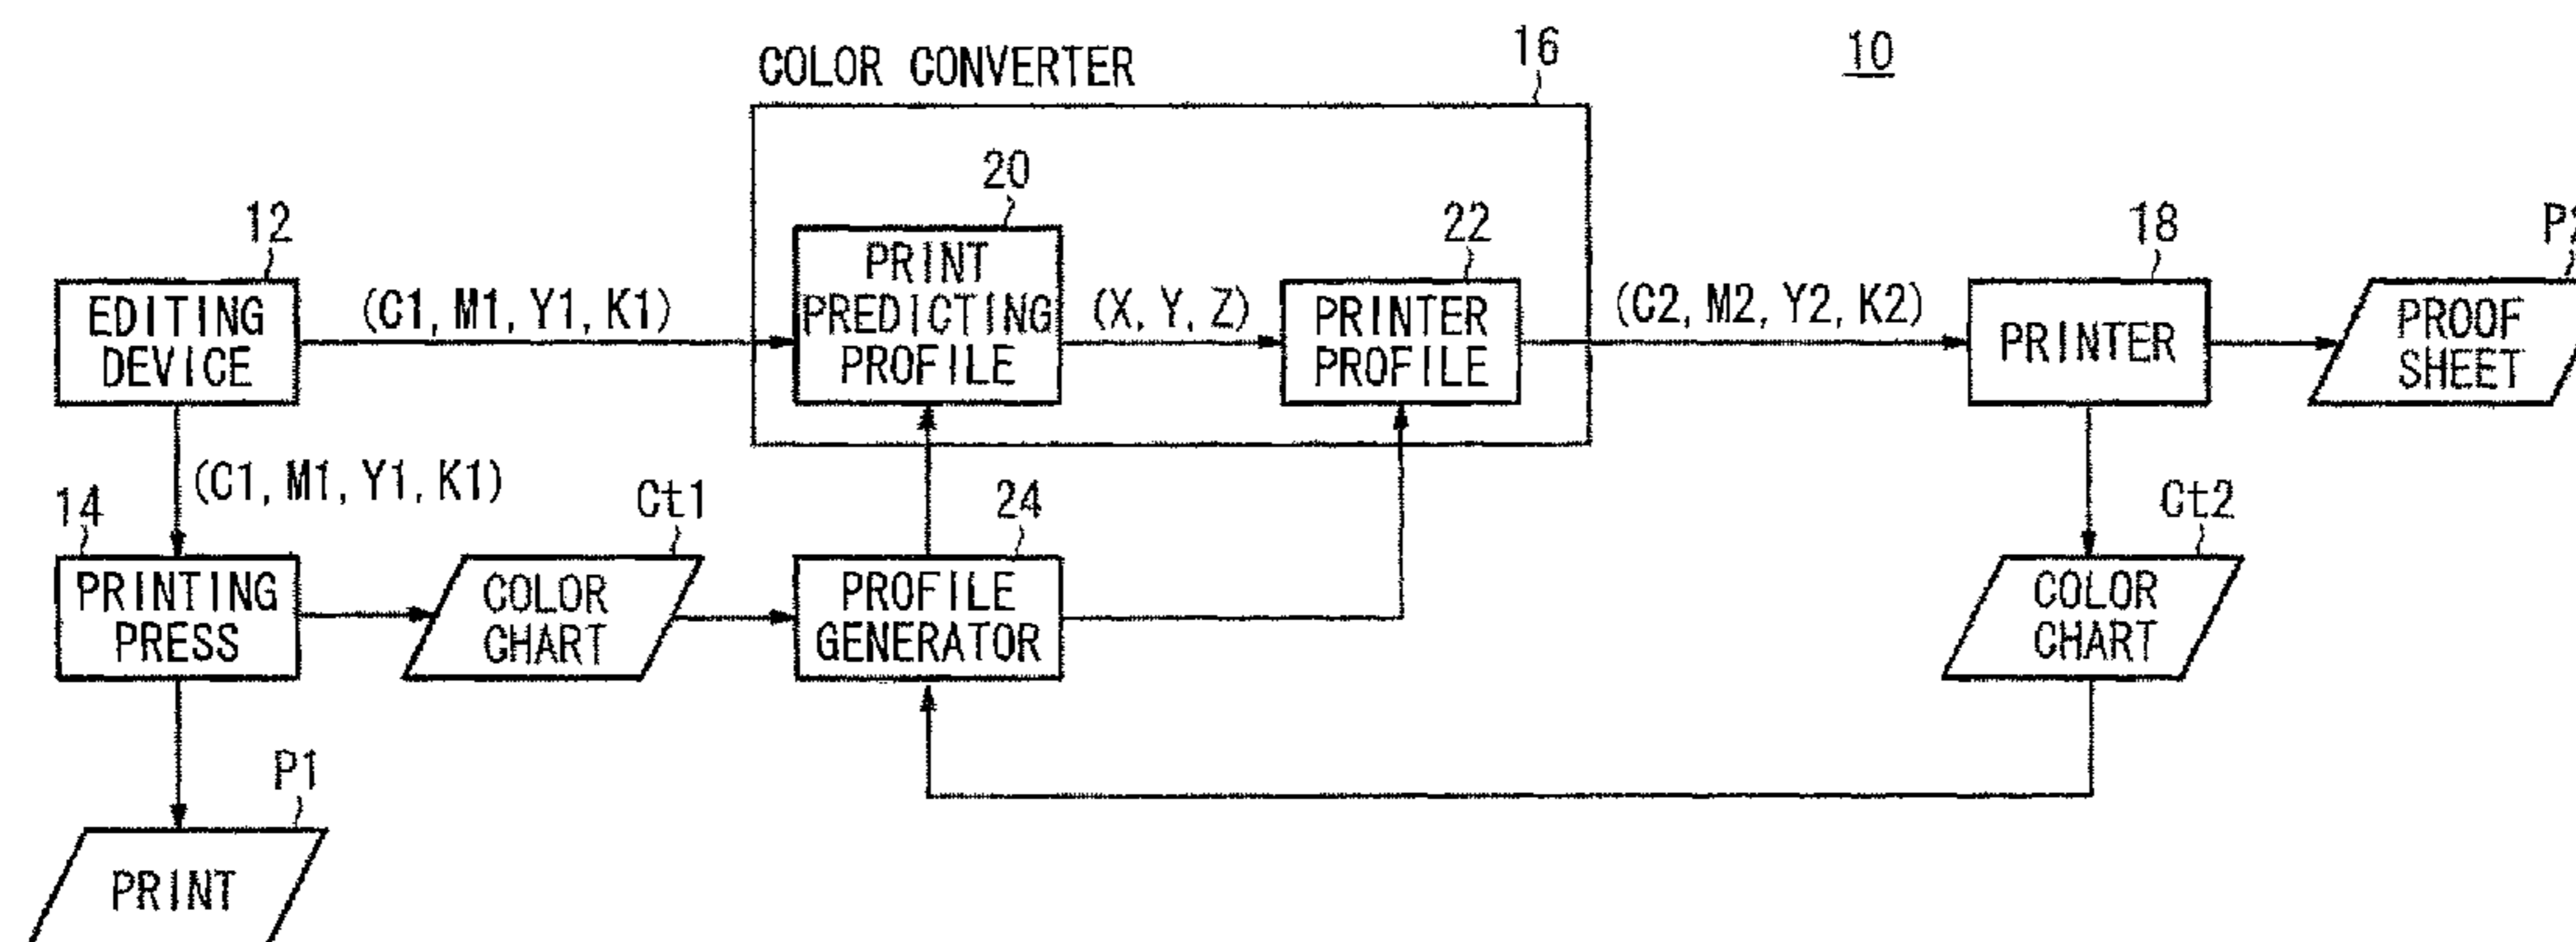 COLOR CONVERTER
16
10
20
PRINT
PREDICTING
PROFILE
12
EDITING
DEVICE
(C1, M1, Y1, K1)
(X, Y, Z)
22
PRINTER
PROFILE
(C2, M2, Y2, K2)
18
PRINTER
PROOF
SHEET
(C1, M1, Y1, K1)
14
PRINTING
PRESS
Ct1
COLOR
CHART
24
PROFILE
GENERATOR
Ct2
COLOR
CHART
P1
PRINT